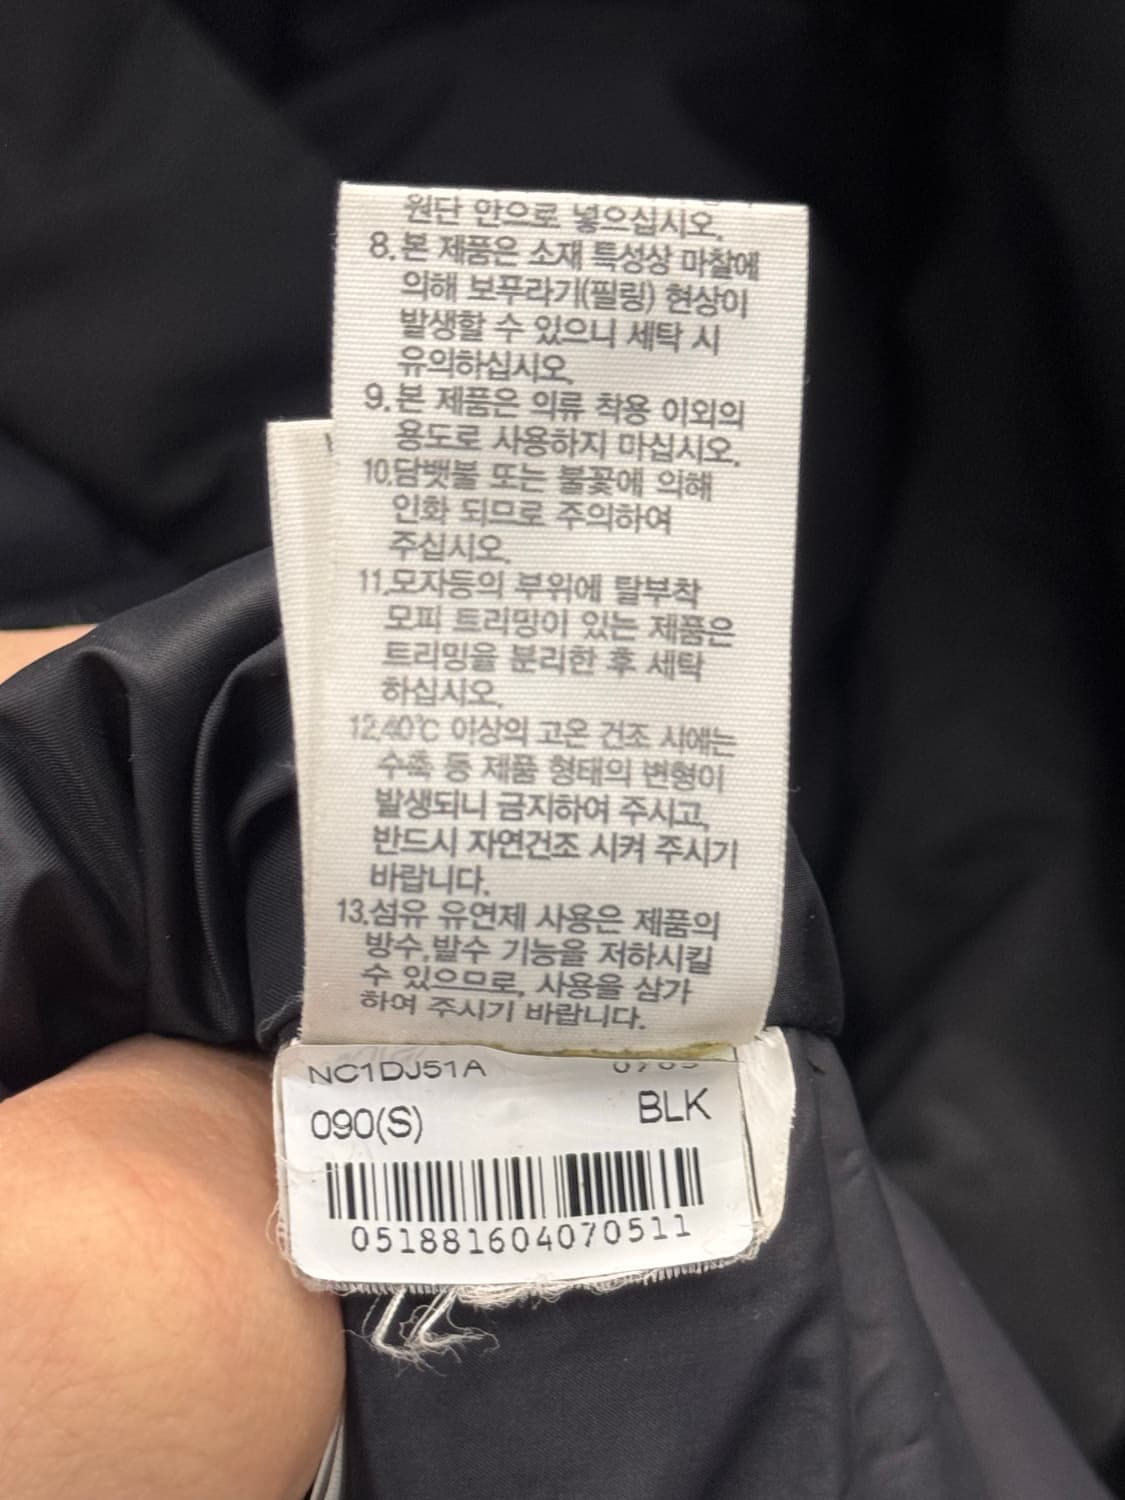 원단 안으로 넣으십시오.
8. 본 제품은 소재 특성상 마찰에
의해 보푸라기(필링) 현상이
발생할 수 있으니 세탁 시
유의하십시오.
9. 본 제품은 의류 착용 이외의
용도로 사용하지 마십시오.
10.담뱃불 또는 불꽃에 의해
인화 되므로 주의하여
주십시오.
11.모자등의 부위에 탈부착
모피 트리밍이 있는 제품은
트리밍을 분리한 후 세탁
하십시오.
12.40℃ 이상의 고온 건조 시에는
수축 등 제품 형태의 변형이
발생되니 금지하여 주시고,
반드시 자연건조 시켜 주시기
바랍니다.
13.섬유 유연제 사용은 제품의
방수,발수 기능을 저하시킬
수 있으므로, 사용을 삼가
하여 주시기 바랍니다.
NC1DJ51A
090(S) BLK
051881604070511